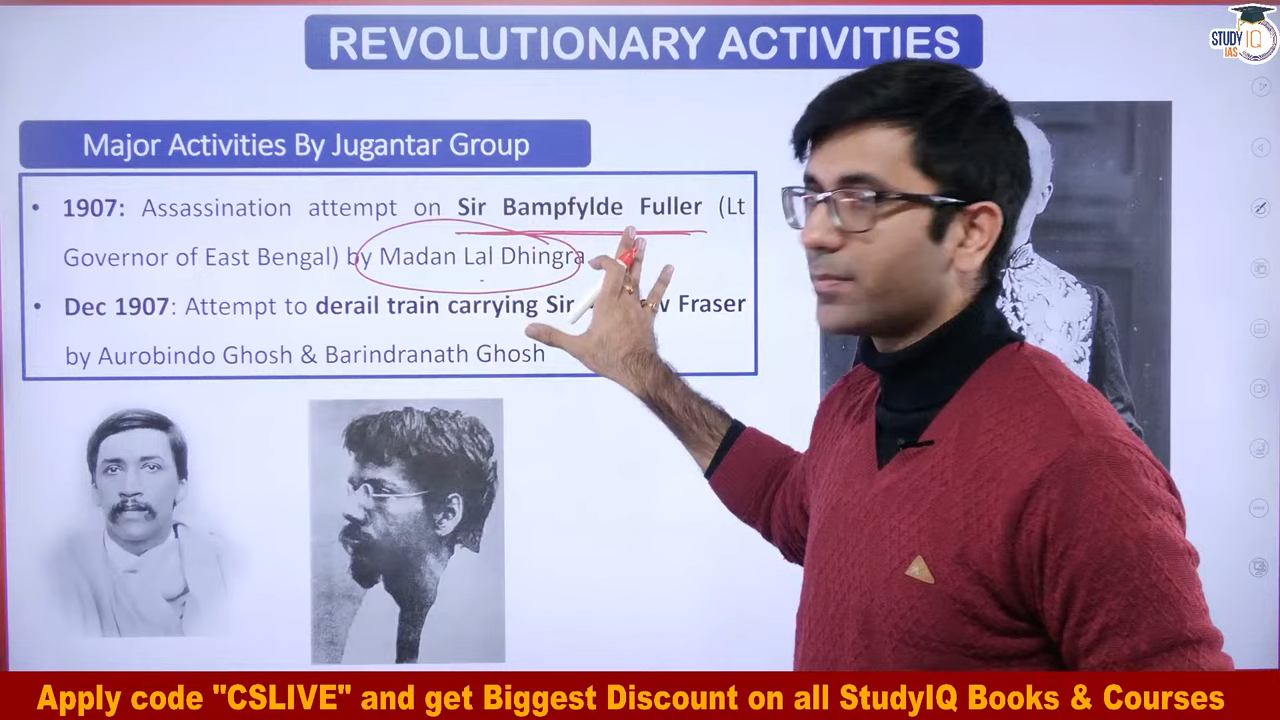 REVOLUTIONARY ACTIVITIES
STUDY IQ
IAS
Major Activities By Jugantar Group
• 1907: Assassination attempt on Sir Bampfylde Fuller (Lt
Governor of East Bengal) by Madan Lal Dhingra
• Dec 1907: Attempt to derail train carrying Sir Fraser
by Aurobindo Ghosh & Barindranath Ghosh
Apply code "CSLIVE" and get Biggest Discount on all StudyIQ Books & Courses